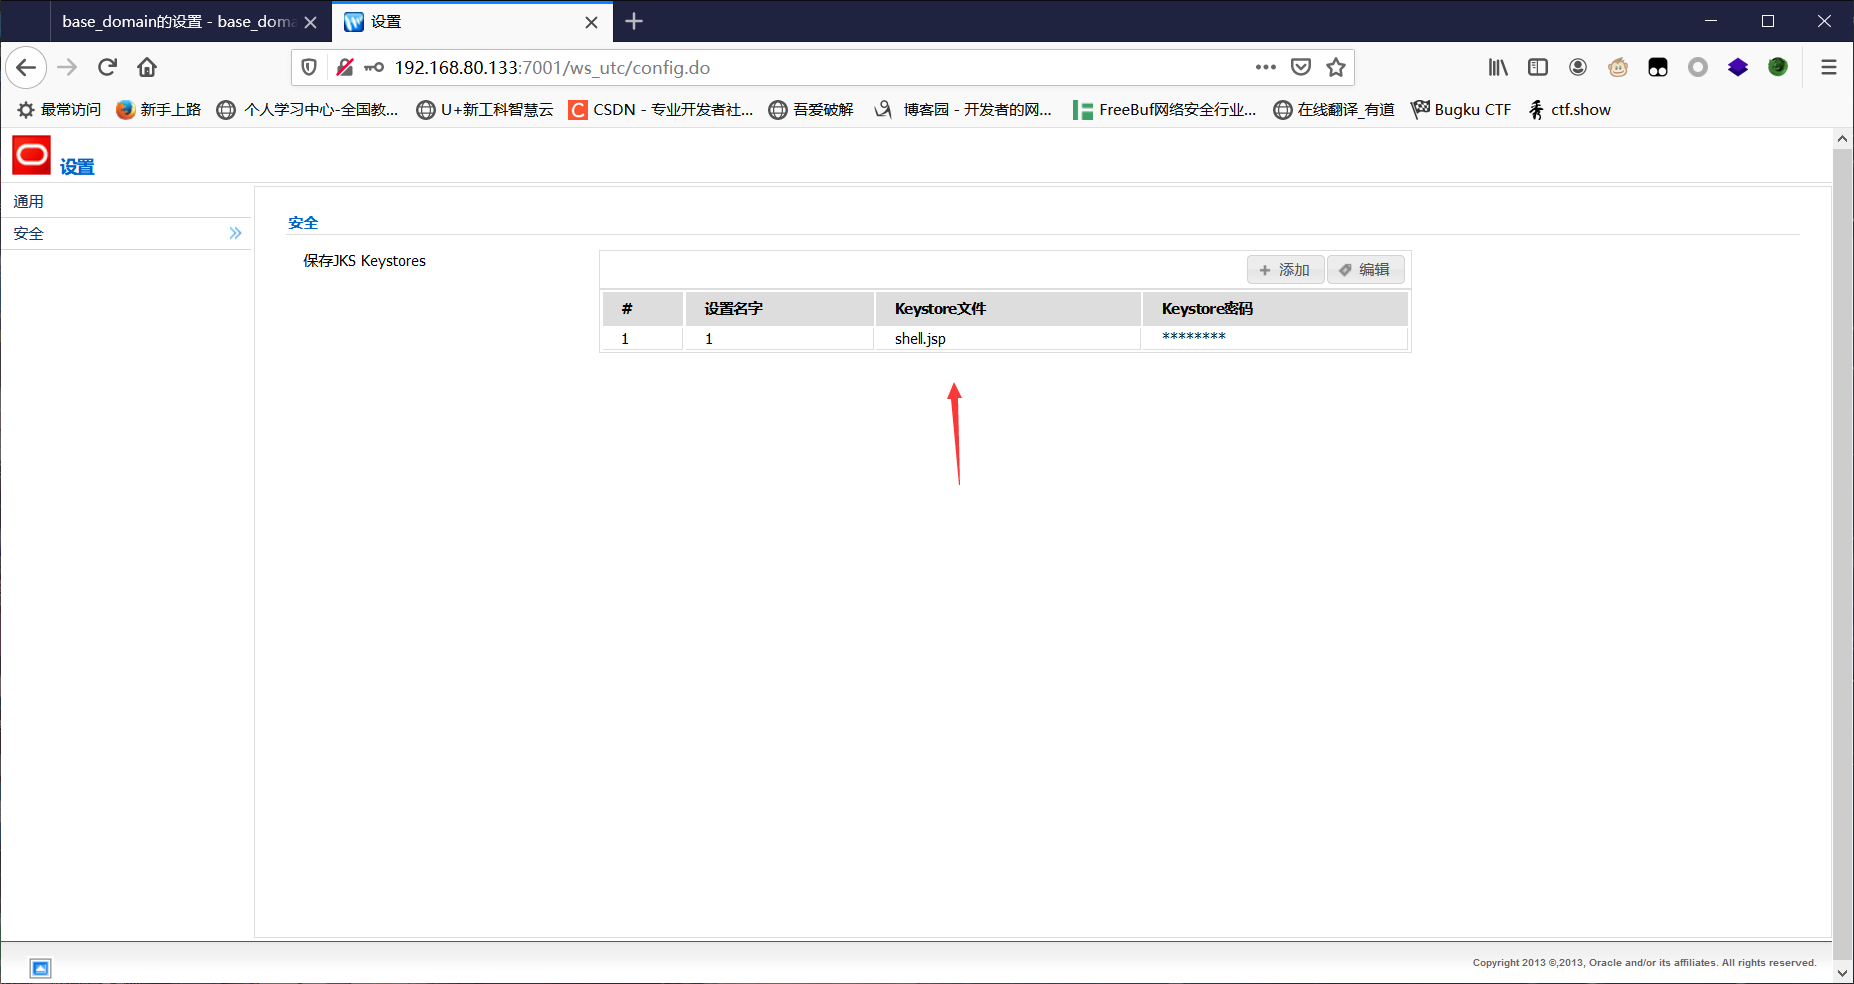 base_domain的设置 - base_doma
设置
192.168.80.133:7001/ws_utc/config.do
最常访问 新手上路 个人学习中心-全国教... U+新工科智慧云 CSDN - 专业开发者社... 吾爱破解 博客园 - 开发者的网... FreeBuf网络安全行业... 在线翻译_有道 Bugku CTF ctf.show
设置
通用
安全
安全
保存JKS Keystores
添加 编辑
# 设置名字 Keystore文件 Keystore密码
1 1 shell.jsp ********
Copyright 2013 ©,2013, Oracle and/or its affiliates. All rights reserved.